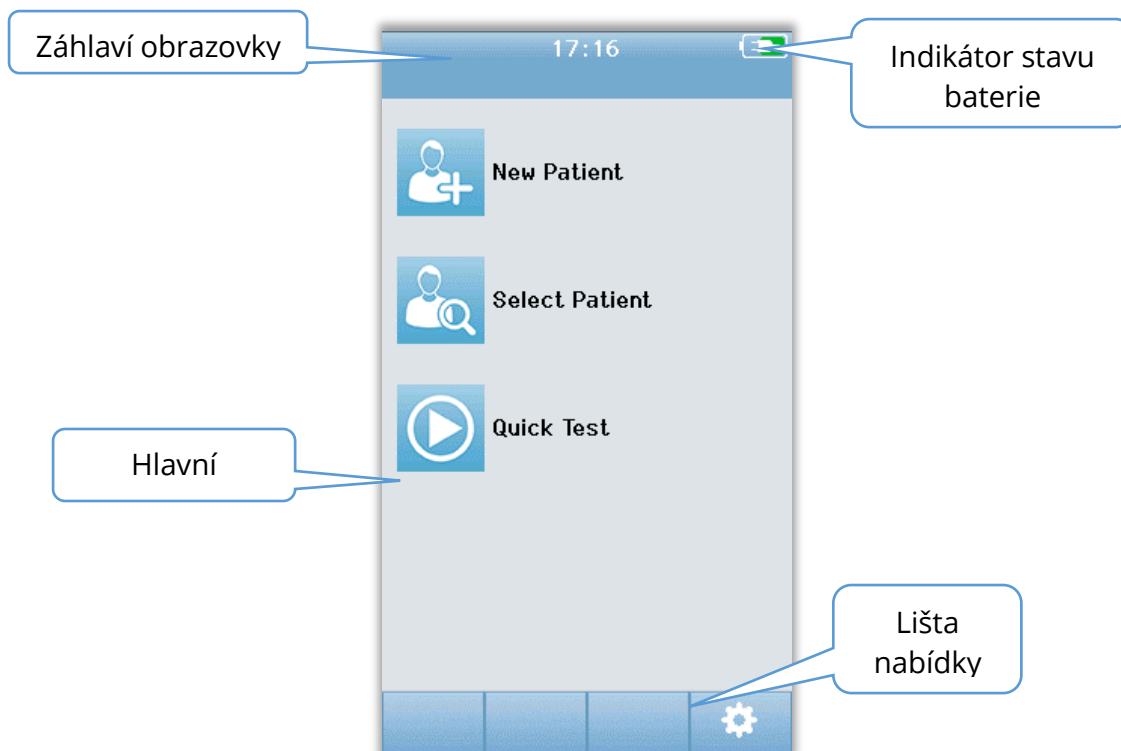 Záhlaví obrazovky
17:16
Indikátor stavu
baterie
New Patient
Select Patient
Quick Test
Hlavní
Lišta
nabídky